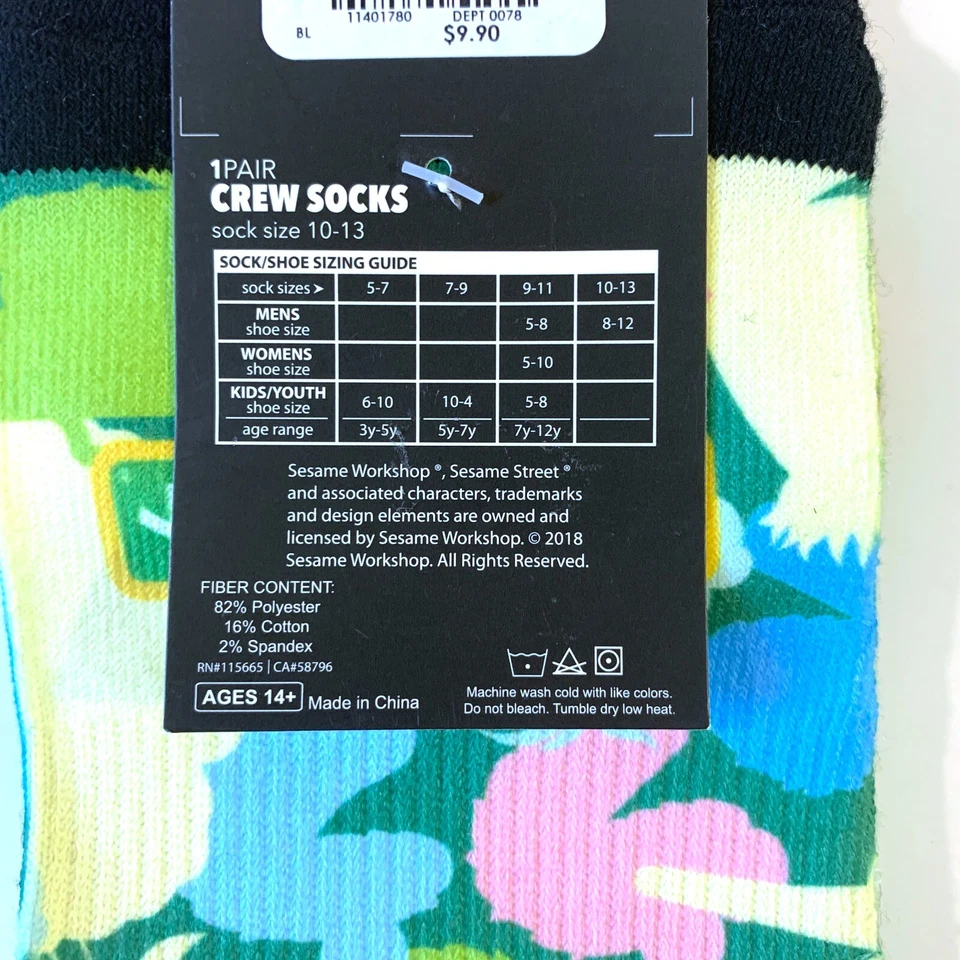 11401780 DEPT 0078
BL $9.90
1PAIR
CREW SOCKS
sock size 10-13
SOCK/SHOE SIZING GUIDE
sock sizes➤ 5-7 7-9 9-11 10-13
MENS
shoe size 5-8 8-12
WOMENS
shoe size 5-10
KIDS/YOUTH
shoe size 6-10 10-4 5-8
age range 3y-5y 5y-7y 7y-12y
Sesame Workshop ®, Sesame Street ®
and associated characters, trademarks
and design elements are owned and
licensed by Sesame Workshop. © 2018
Sesame Workshop. All Rights Reserved.
FIBER CONTENT:
82% Polyester
16% Cotton
2% Spandex
RN#115665 | CA#58796
AGES 14+ Made in China
Machine wash cold with like colors.
Do not bleach. Tumble dry low heat.